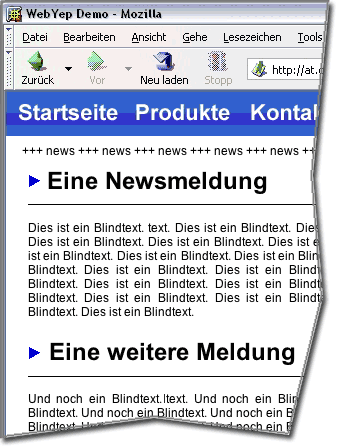 WebYep Demo - Mozilla
Datei Bearbeiten Ansicht Gehe Lesezeichen Tools
Zurück Vor Neu laden Stopp http://at.
Startseite Produkte
+++ news +++ news +++ news +++ news +++ news
Eine Newsmeldung
Dies ist ein Blindtext. text. Dies ist ein Blindtext.
Dies ist ein Blindtext. Dies ist ein Blindtext. Dies ist
ist ein Blindtext. Dies ist ein Blindtext. Dies ist ein
Blindtext. Dies ist ein Blindtext. Dies ist ein
Blindtext. Dies ist ein Blindtext. Dies ist ein
Blindtext. Dies ist ein Blindtext. Dies ist ein
Blindtext. Dies ist ein Blindtext.
Eine weitere Meldung
Und noch ein Blindtext.ltext. Und noch ein
Blindtext. Und noch ein Blindtext. Und noch ein
Blindtext. Und noch ein